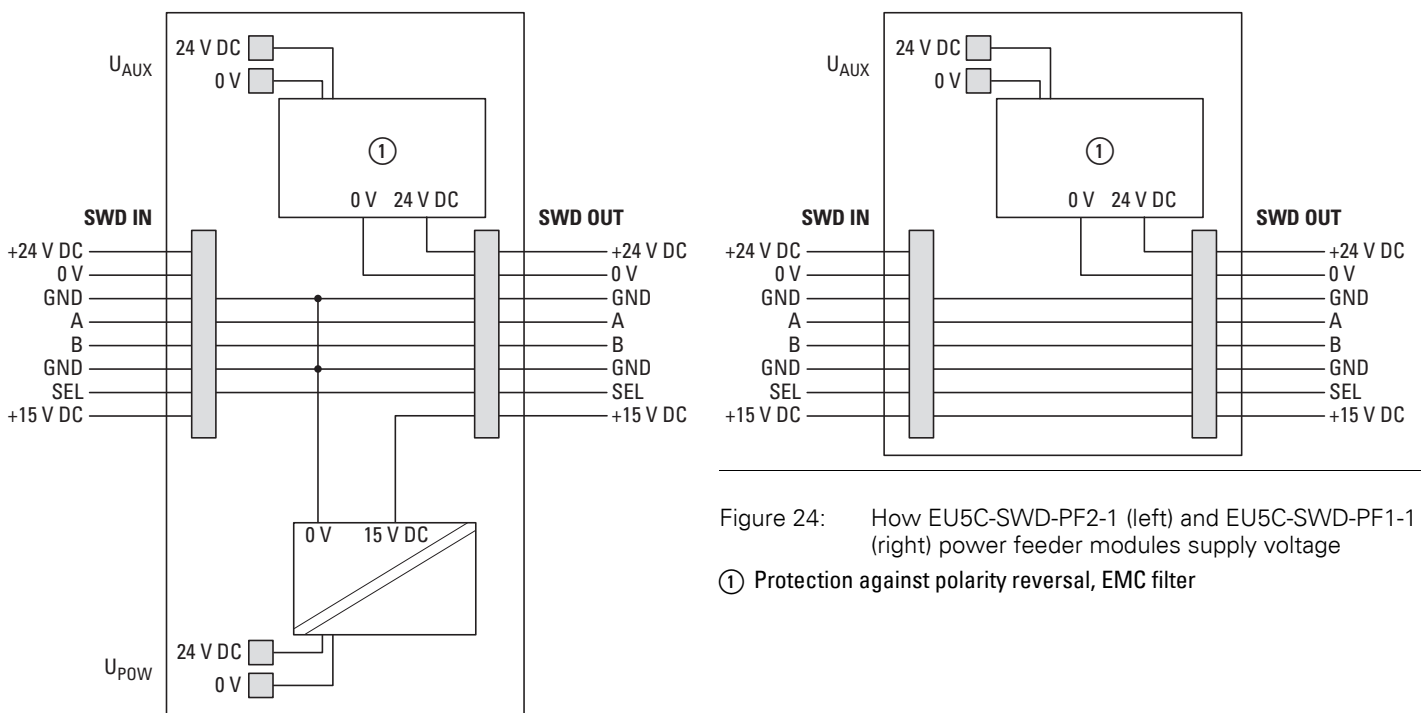 U_AUX
24 V DC
0 V
①
0 V 24 V DC
SWD IN
SWD OUT
+24 V DC
0 V
GND
A
B
GND
SEL
+15 V DC
+24 V DC
0 V
GND
A
B
GND
SEL
+15 V DC
0 V 15 V DC
24 V DC
0 V
U_POW
U_AUX
24 V DC
0 V
①
0 V 24 V DC
SWD IN
SWD OUT
+24 V DC
0 V
GND
A
B
GND
SEL
+15 V DC
+24 V DC
0 V
GND
A
B
GND
SEL
+15 V DC
Figure 24: How EU5C-SWD-PF2-1 (left) and EU5C-SWD-PF1-1
(right) power feeder modules supply voltage
① Protection against polarity reversal, EMC filter